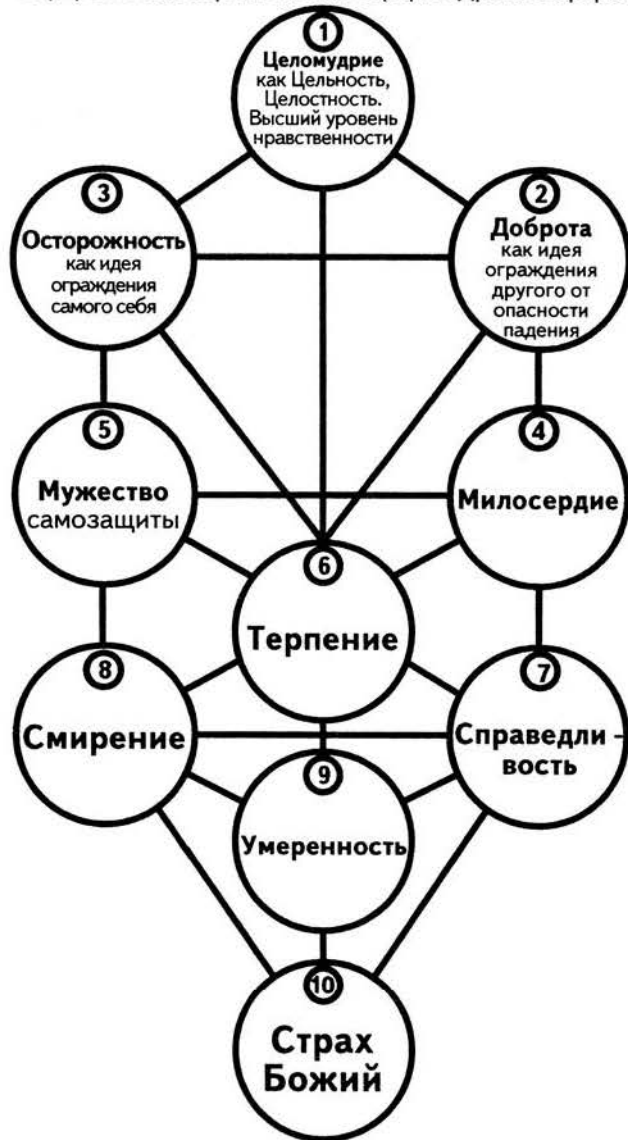 1
Целомудрие
как Цельность,
Целостность.
Высший уровень
нравственности
3
Осторожность
как идея
ограждения
самого себя
2
Доброта
как идея
ограждения
другого от
опасности
падения
5
Мужество
самозащиты
4
Милосердие
6
Терпение
8
Смирение
7
Справедли -
вость
9
Умеренность
10
Страх
Божий